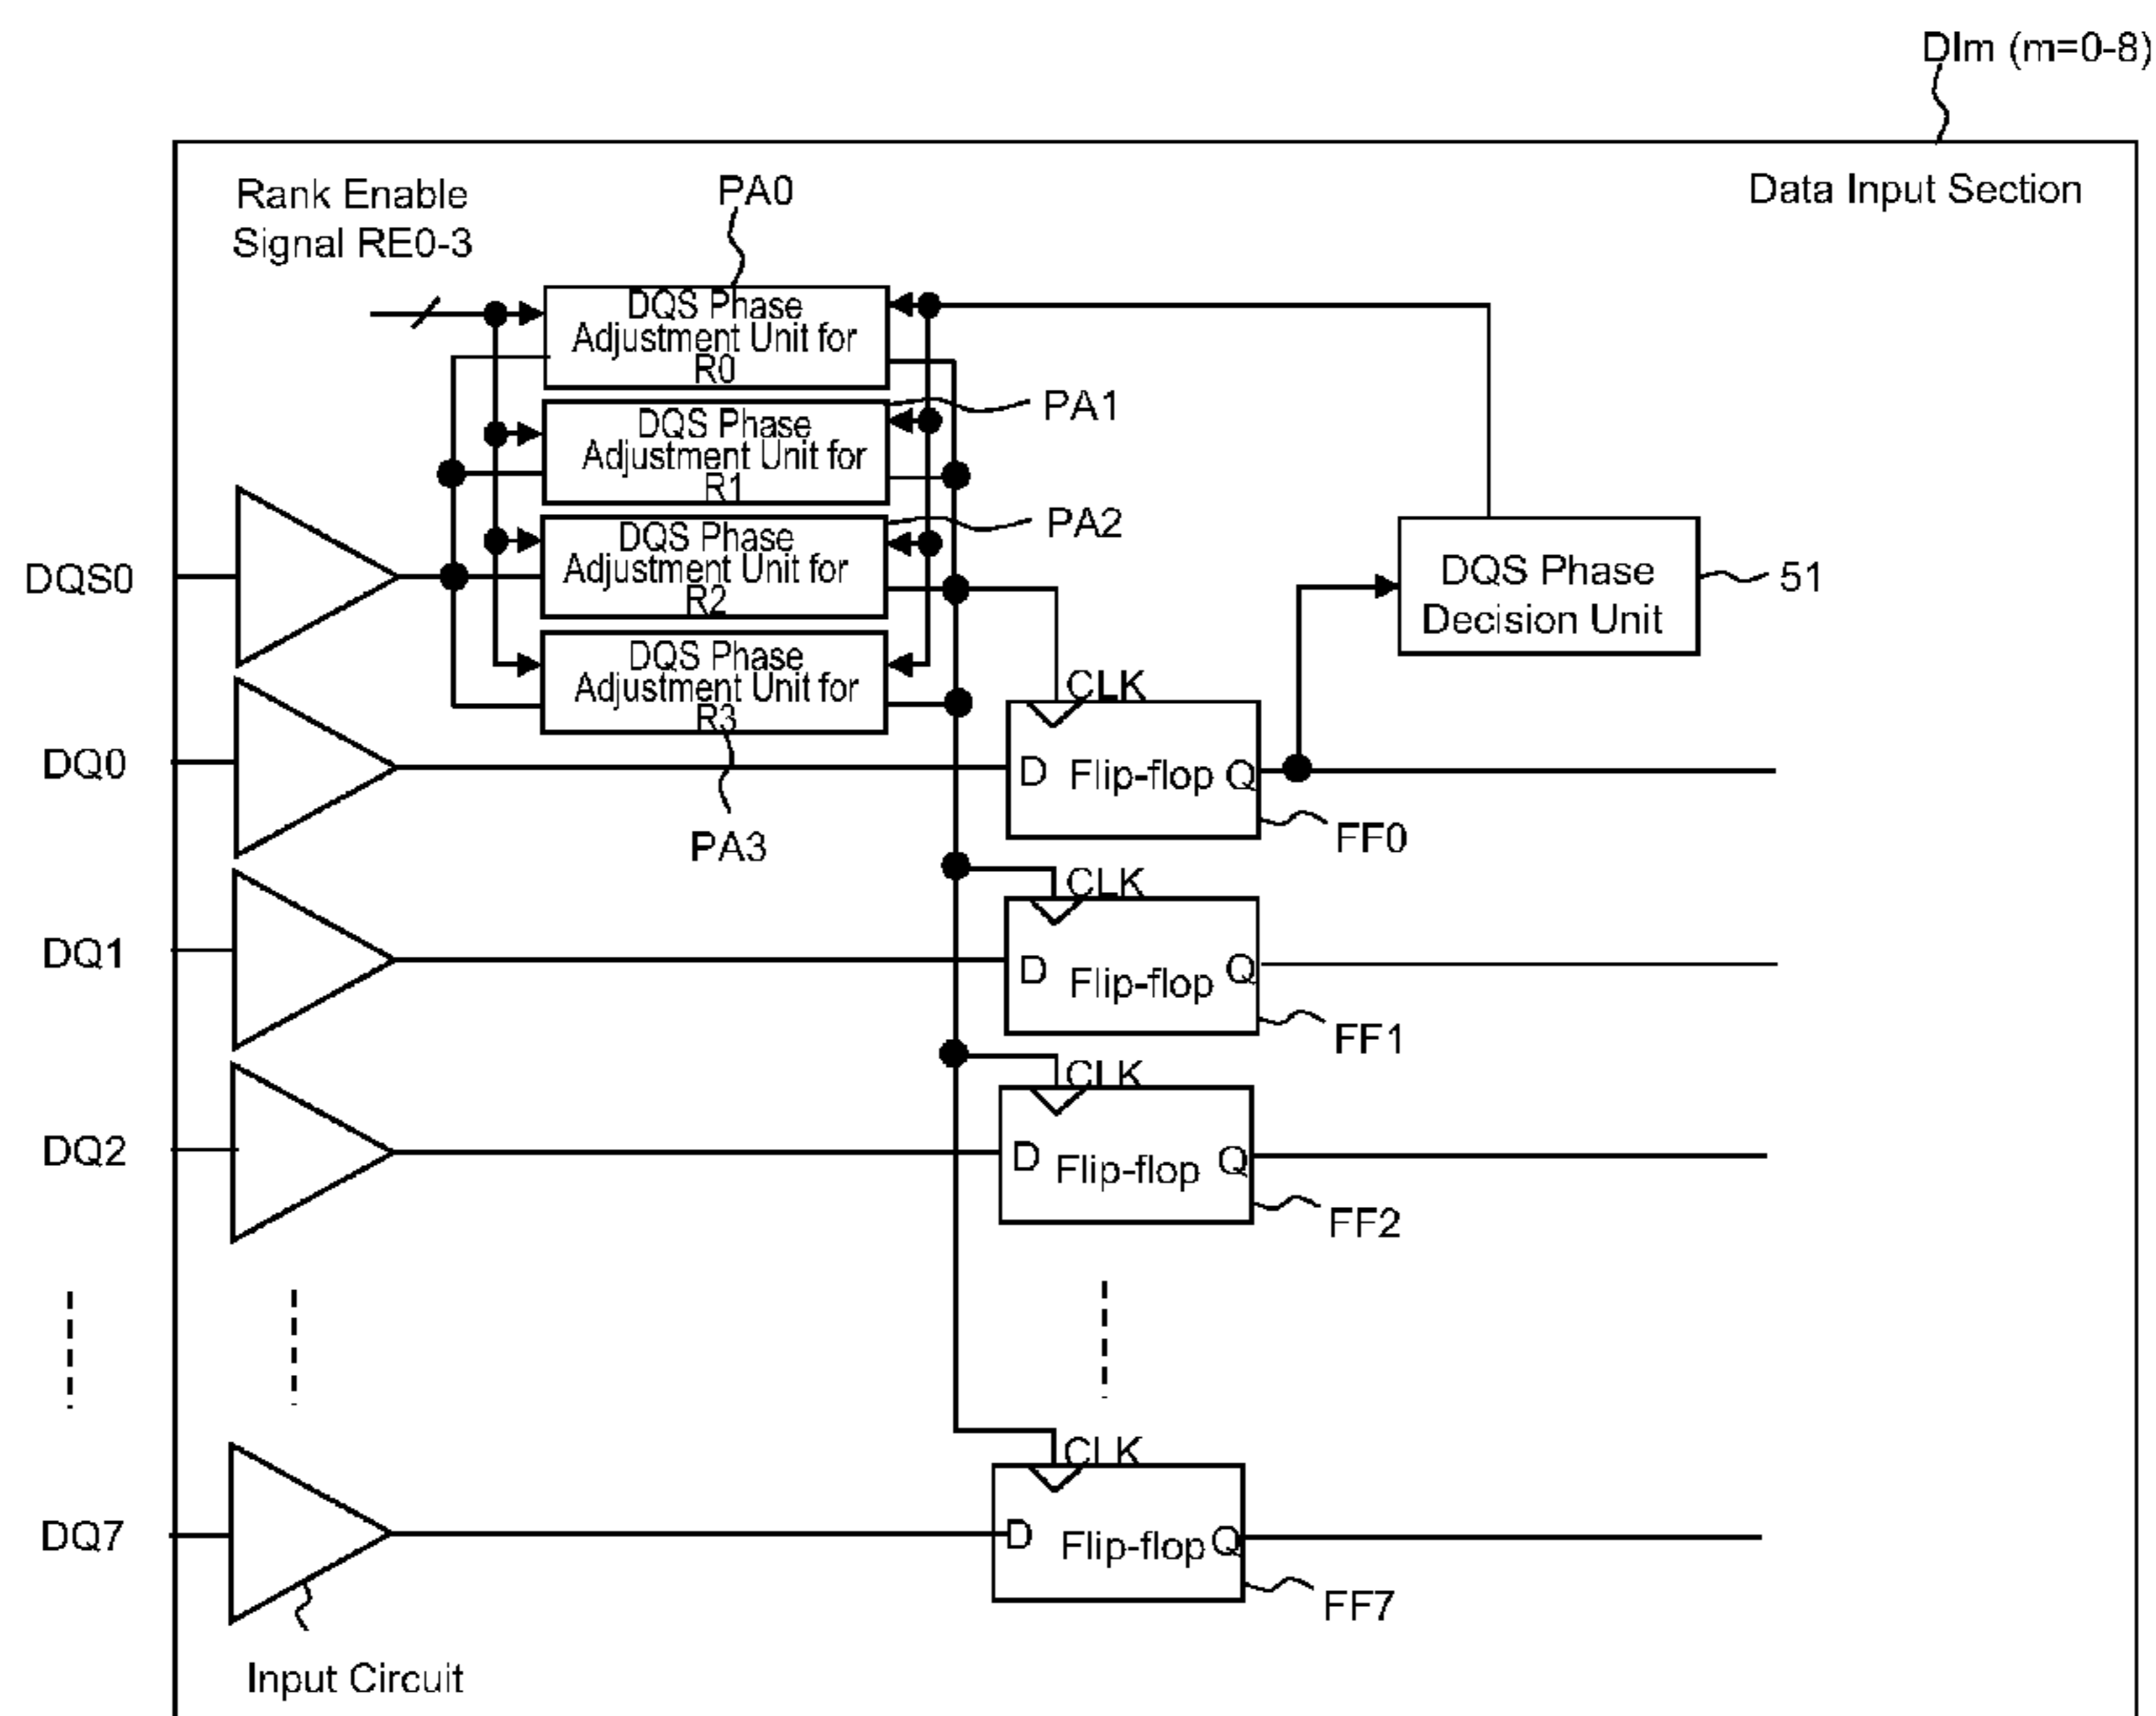 DIm (m=0-8)
Data Input Section
Rank Enable
Signal RE0-3
PA0
DQS Phase
Adjustment Unit for
R0
PA1
DQS Phase
Adjustment Unit for
R1
PA2
DQS Phase
Adjustment Unit for
R2
DQS Phase
Adjustment Unit for
R3
PA3
DQS Phase
Decision Unit
51
DQS0
DQ0
CLK
D
Flip-flop
Q
FF0
DQ1
CLK
D
Flip-flop
Q
FF1
DQ2
CLK
D
Flip-flop
Q
FF2
DQ7
CLK
D
Flip-flop
Q
FF7
Input Circuit